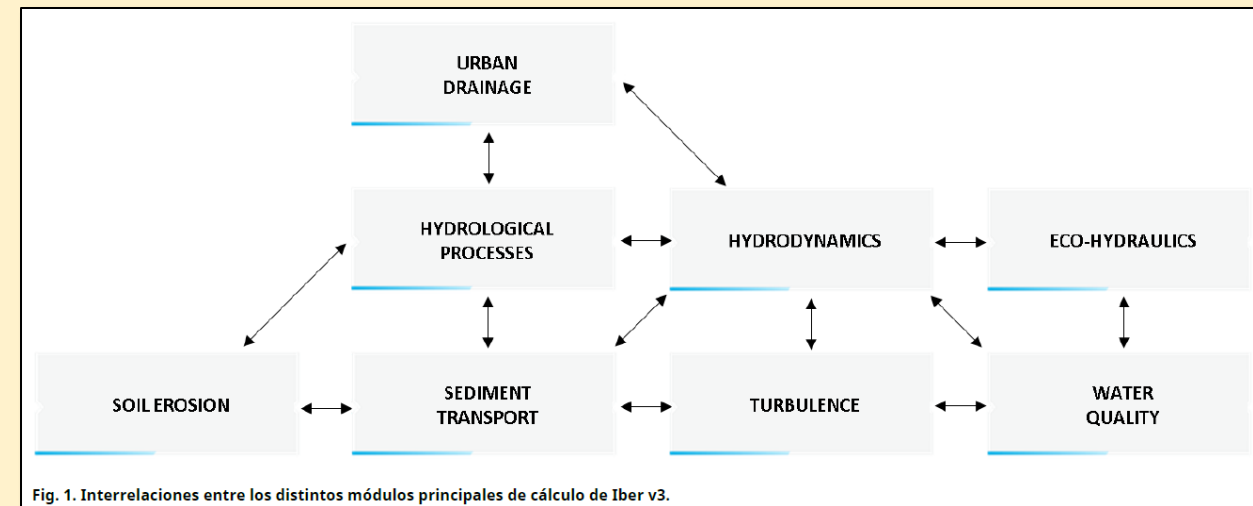 URBAN
DRAINAGE
HYDROLOGICAL
PROCESSES
HYDRODYNAMICS
ECO-HYDRAULICS
SOIL EROSION
SEDIMENT
TRANSPORT
TURBULENCE
WATER
QUALITY
Fig. 1. Interrelaciones entre los distintos módulos principales de cálculo de Iber v3.